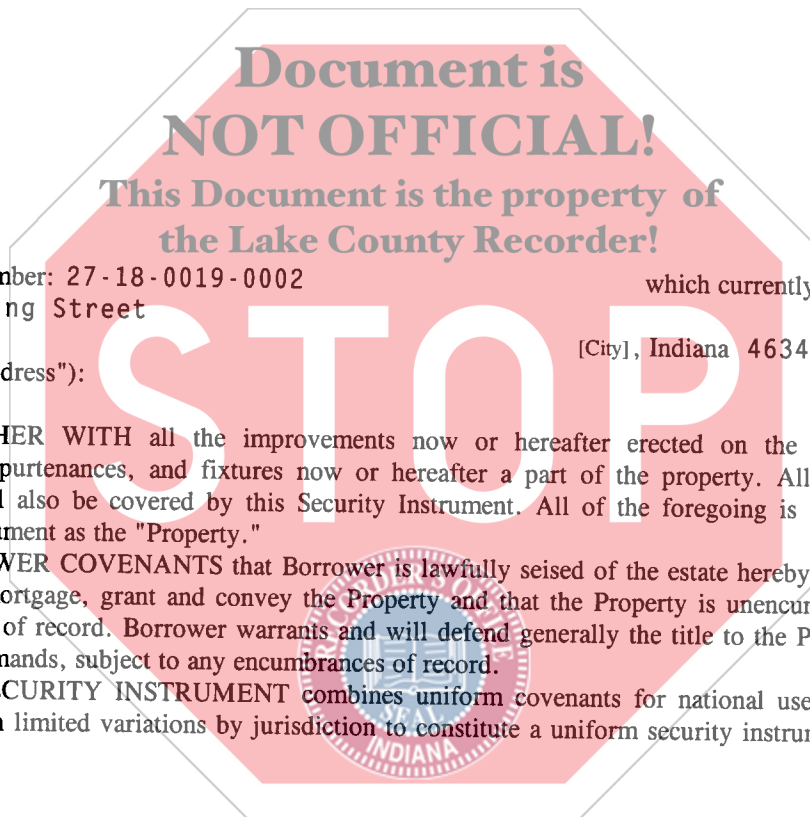 Document is
NOT OFFICIAL!
This Document is the property of
the Lake County Recorder!
nber: 27-18-0019-0002 which currently
ng Street
[City], Indiana 4634
dress"):
STOP
HER WITH all the improvements now or hereafter erected on the
purtenances, and fixtures now or hereafter a part of the property. All
l also be covered by this Security Instrument. All of the foregoing is
ument as the "Property."
WER COVENANTS that Borrower is lawfully seised of the estate hereby
ortgage, grant and convey the Property and that the Property is unencur
of record. Borrower warrants and will defend generally the title to the P
nands, subject to any encumbrances of record.
CURITY INSTRUMENT combines uniform covenants for national use
n limited variations by jurisdiction to constitute a uniform security instrur
SEAL
INDIANA